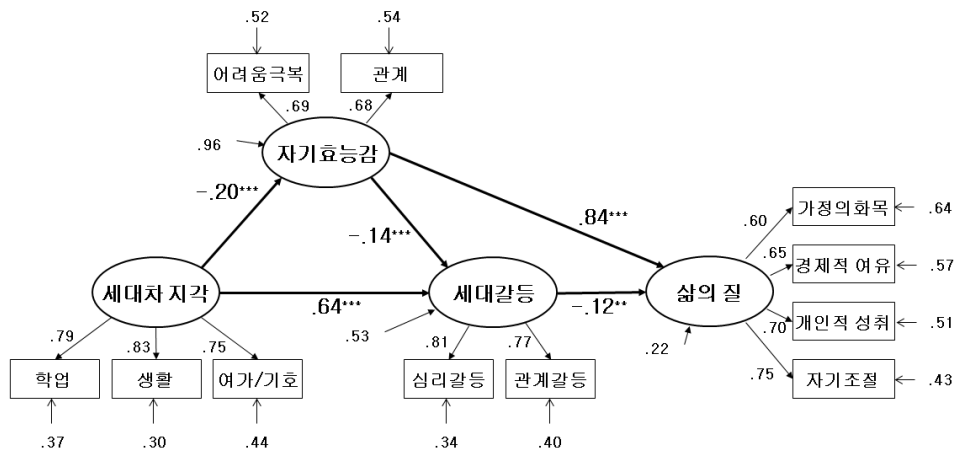 .52
.54
어려움극복
관계
.69
.68
.96
자기효능감
-.20***
.84***
-.14***
가정의화목
.64
.60
.65
경제적 여유
.57
세대차 지각
.64***
세대갈등
-.12**
삶의 질
.70
개인적 성취
.51
.79
.83
.75
.53
.81
.77
.22
.75
학업
생활
여가/기호
심리갈등
관계갈등
자기조절
.43
.37
.30
.44
.34
.40